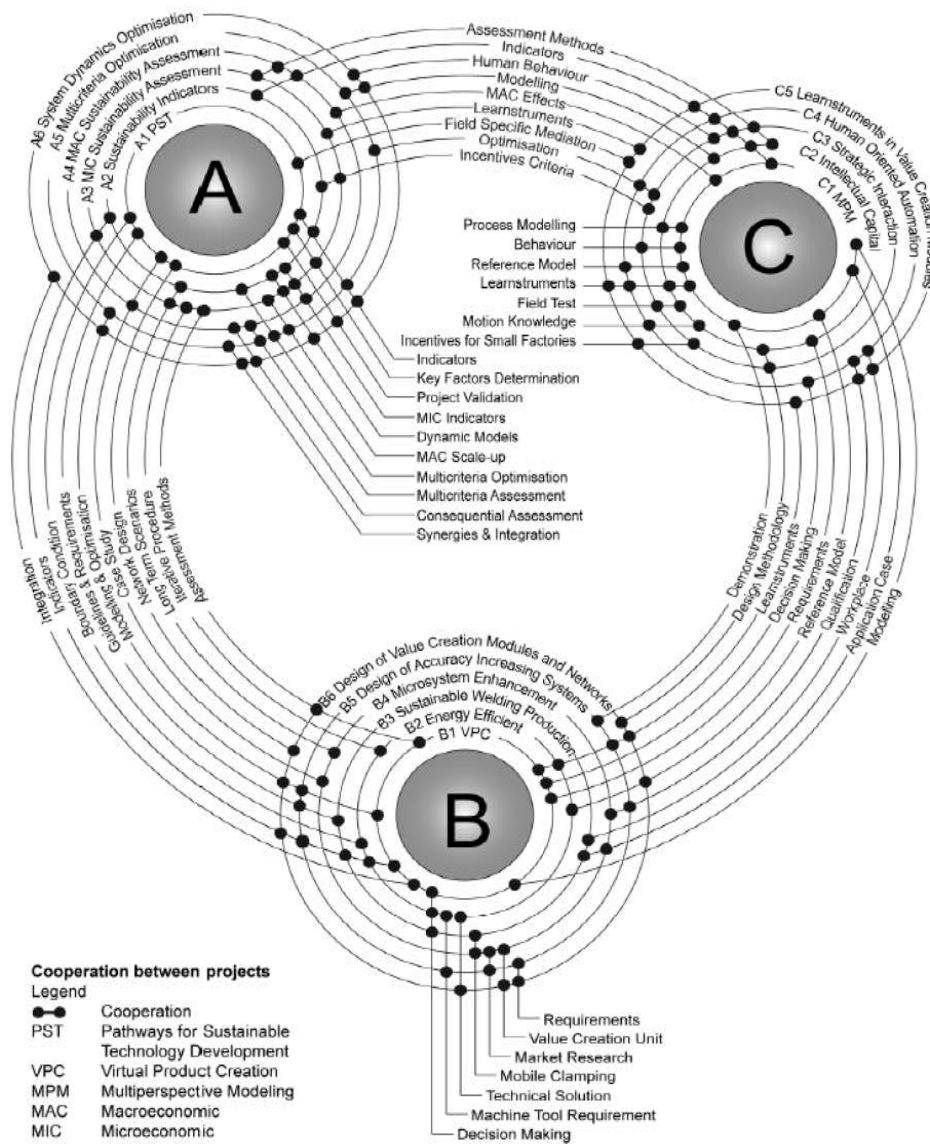 A6 System Dynamics Optimisation
A5 Multicriteria Optimisation
A4 MAC Sustainability Assessment
A3 MIC Sustainability Assessment
A2 Sustainability Indicators
A1 PST
A
Assessment Methods
Indicators
Human Behaviour
Modelling
MAC Effects
Learnstruments
Field Specific Mediation
Optimisation
Incentives Criteria
C5 Learnstruments in Value Creation Modules
C4 Human Oriented Automation
C3 Strategic Interaction
C2 Intellectual Capital
C1 MPM
C
Process Modelling
Behaviour
Reference Model
Learnstruments
Field Test
Motion Knowledge
Incentives for Small Factories
Indicators
Key Factors Determination
Project Validation
MIC Indicators
Dynamic Models
MAC Scale-up
Multicriteria Optimisation
Multicriteria Assessment
Consequential Assessment
Synergies & Integration
Integration
Indicators
Boundary Conditions
Boundary Requirements
Guidelines & Optimisation
Modelling & Optudy
Case Study
Network Design
Long Term Scenarios
Iterative Procedure
Assessment Methods
Demonstration
Design Methodology
Learnstruments
Decision Making
Requirements
Reference Model
Qualification
Workplace
Application Case
Modelling
B6 Design of Value Creation Modules and Networks
B5 Design of Accuracy Increasing Systems
B4 Microsystem Enhancement
B3 Sustainable Welding Production
B2 Energy Efficient
B1 VPC
B
Requirements
Value Creation Unit
Market Research
Mobile Clamping
Technical Solution
Machine Tool Requirement
Decision Making
Cooperation between projects
Legend
Cooperation
PST Pathways for Sustainable
Technology Development
VPC Virtual Product Creation
MPM Multiperspective Modeling
MAC Macroeconomic
MIC Microeconomic